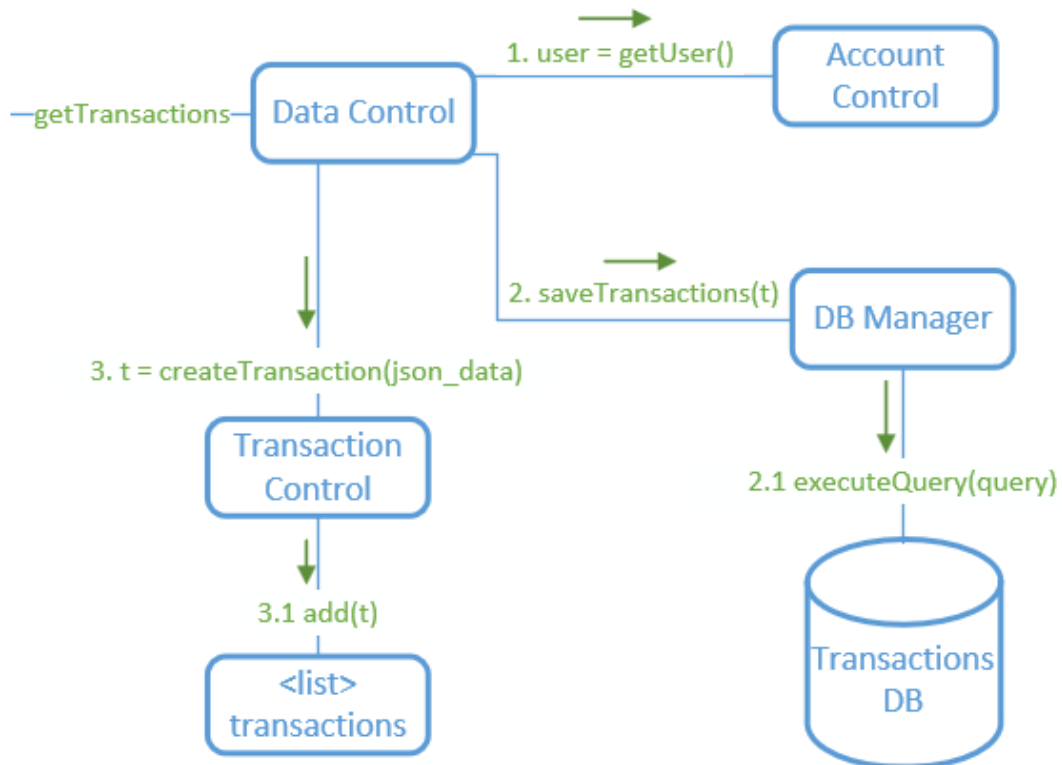 1. user = getUser()
Account
Control
getTransactions
Data Control
2. saveTransactions(t)
DB Manager
3. t = createTransaction(json_data)
Transaction
Control
2.1 executeQuery(query)
3.1 add(t)
<list>
transactions
Transactions
DB